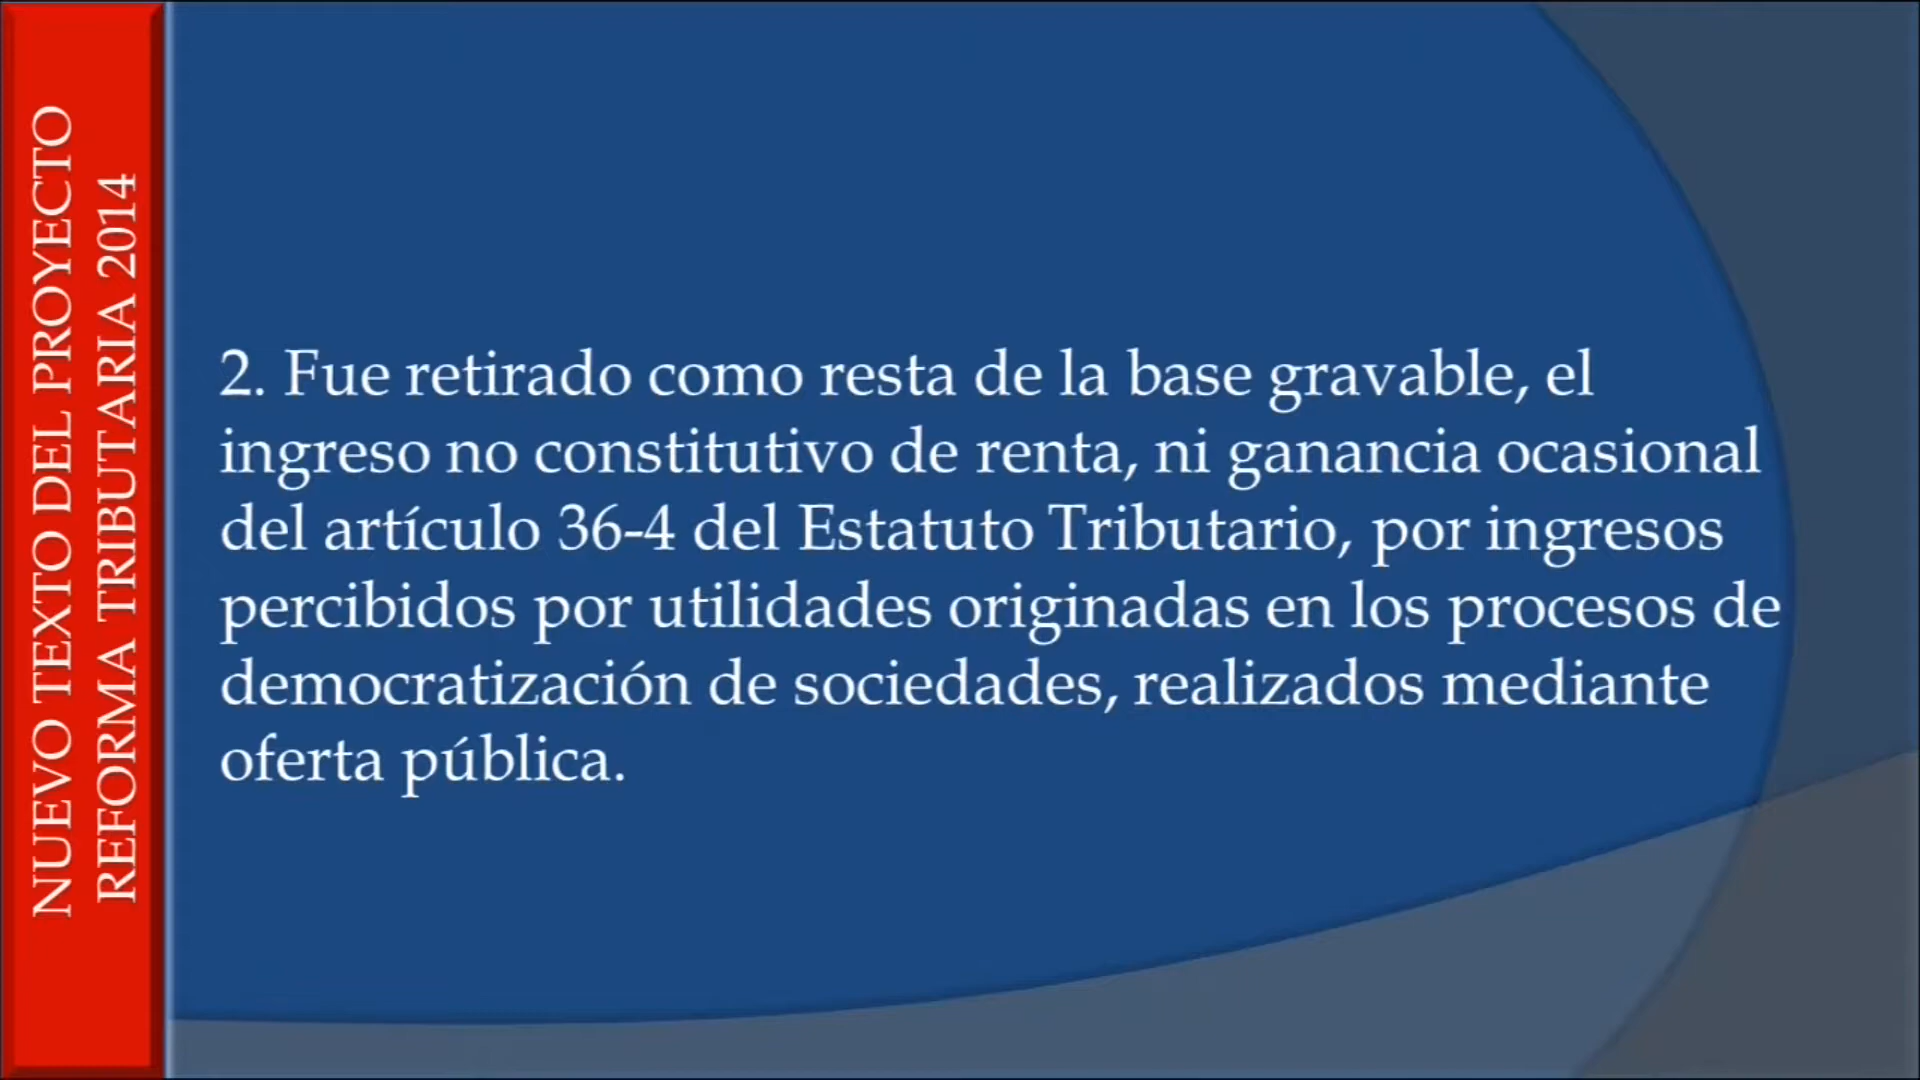 NUEVO TEXTO DEL PROYECTO
REFORMA TRIBUTARIA 2014
2. Fue retirado como resta de la base gravable, el
ingreso no constitutivo de renta, ni ganancia ocasional
del artículo 36-4 del Estatuto Tributario, por ingresos
percibidos por utilidades originadas en los procesos de
democratización de sociedades, realizados mediante
oferta pública.